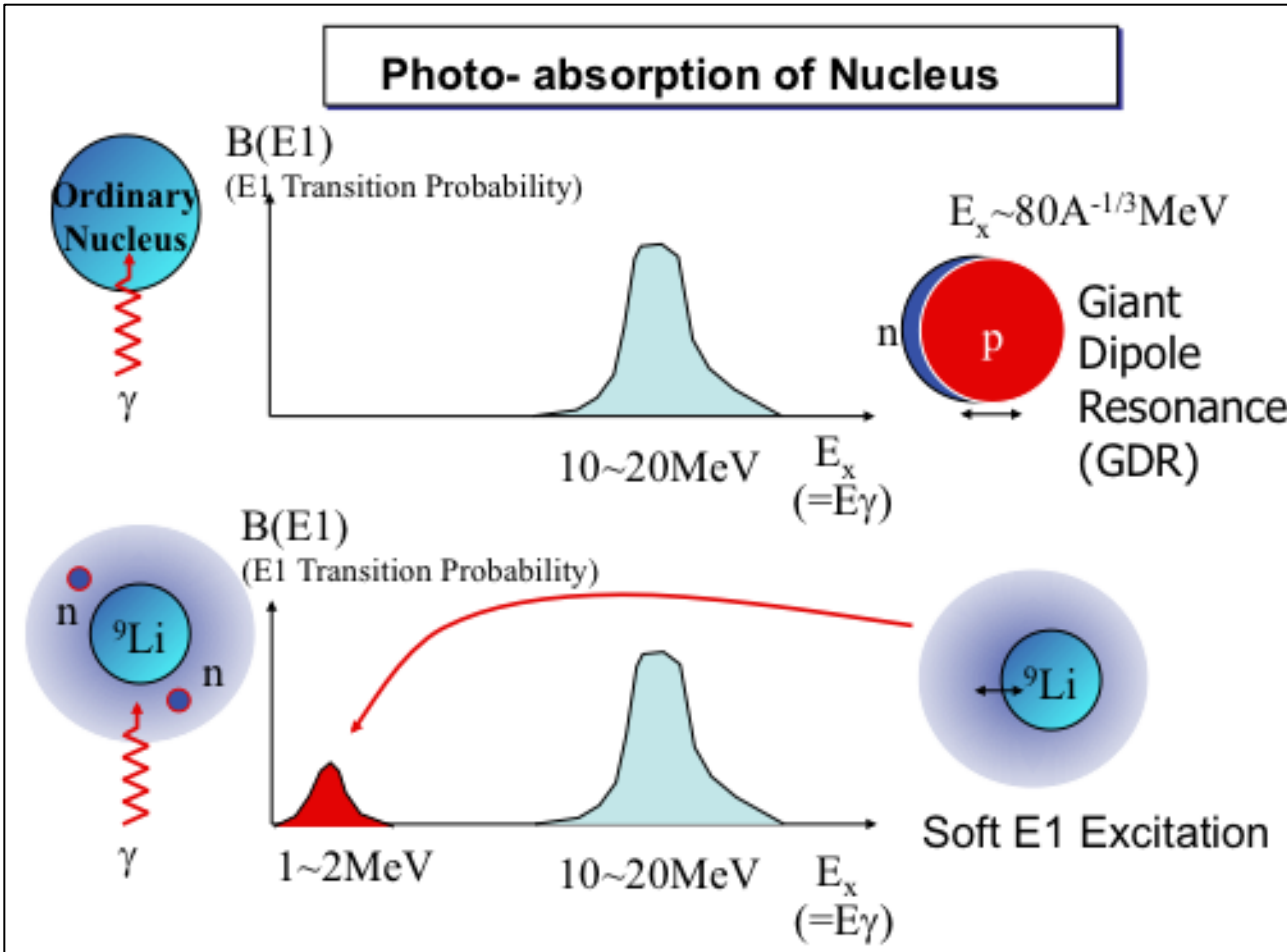 Photo- absorption of Nucleus
B(E1)
(E1 Transition Probability)
Ordinary
Nucleus
γ
10~20MeV
Eₓ
(=Eγ)
Eₓ~80A⁻¹/³MeV
n
p
Giant
Dipole
Resonance
(GDR)
B(E1)
(E1 Transition Probability)
n
⁹Li
n
γ
1~2MeV
10~20MeV
Eₓ
(=Eγ)
⁹Li
Soft E1 Excitation